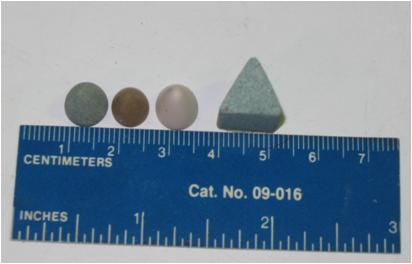 1 2 3 4 5 6 7
CENTIMETERS
Cat. No. 09-016
INCHES 1 2 3